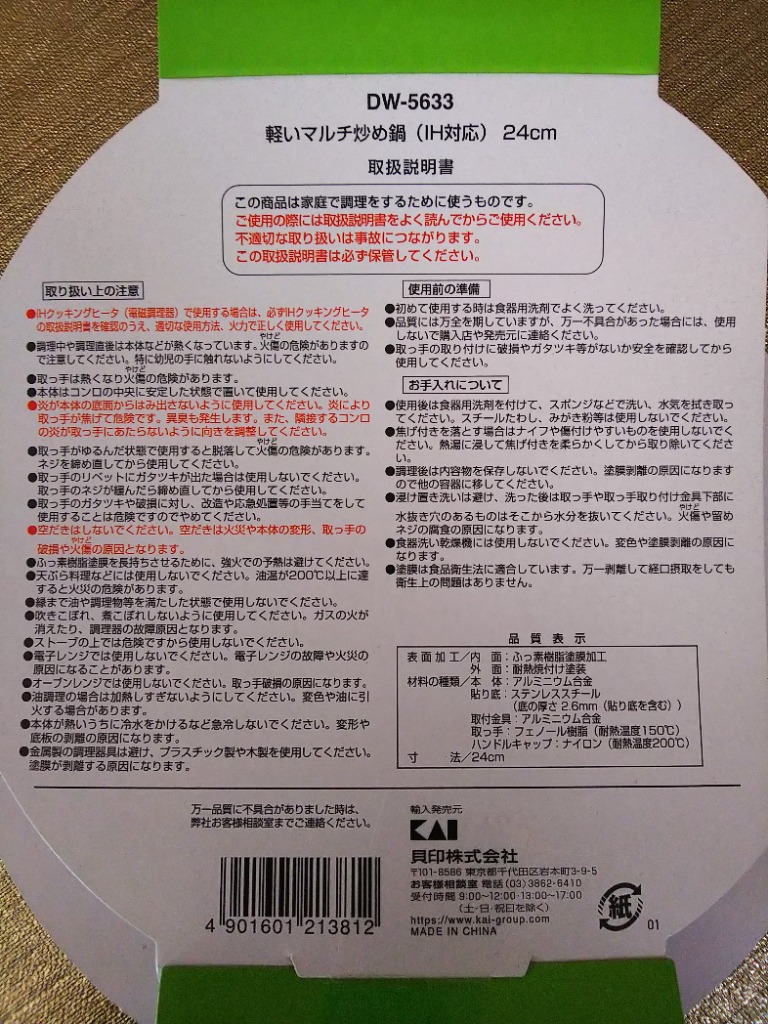 DW-5633
軽いマルチ炒め鍋（IH対応） 24cm
取扱説明書
この商品は家庭で調理をするために使うものです。
ご使用の際には取扱説明書をよく読んでからご使用ください。
不適切な取り扱いは事故につながります。
この取扱説明書は必ず保管してください。
取り扱い上の注意
●IHクッキングヒータ（電磁調理器）で使用する場合は、必ずIHクッキングヒータ
の取扱説明書を確認のうえ、適切な使用方法、火力で正しく使用してください。
●調理中や調理直後は本体などが熱くなっています。火傷の危険がありますの
で注意してください。特に幼児の手に触れないようにしてください。
●取っ手は熱くなり火傷の危険があります。
●本体はコンロの中央に安定した状態で置いて使用してください。
●炎が本体の底面からはみ出さないように使用してください。炎により
取っ手が焦げて危険です。異臭も発生します。また、隣接するコンロ
の炎が取っ手にあたらないように向きを調整してください。
●取っ手がゆるんだ状態で使用すると脱落して火傷の危険があります。
ネジを締め直してから使用してください。
●取っ手のリベットにガタツキが出た場合は使用しないでください。
取っ手のネジが緩んだら締め直してから使用してください。
●取っ手のガタツキや破損に対し、改造や応急処置等の手当てをして
使用することは危険ですのでやめてください。
●空だきはしないでください。空だきは火災や本体の変形、取っ手の
破損や火傷の原因となります。
●ふっ素樹脂塗膜を長持ちさせるために、強火での予熱は避けてください。
●天ぷら料理などには使用しないでください。油温が200℃以上に達
すると火災の危険があります。
●縁まで油や調理物等を満たした状態で使用しないでください。
●吹きこぼれ、煮こぼれしないように使用してください。ガスの火が
消えたり、調理器の故障原因となります。
●ストーブの上では危険ですから使用しないでください。
●電子レンジでは使用しないでください。電子レンジの故障や火災の
原因になることがあります。
●オーブンレンジでは使用しないでください。取っ手破損の原因になります。
●油調理の場合は加熱しすぎないようにしてください。変色や油に引
火する場合があります。
●本体が熱いうちに冷水をかけるなど急冷しないでください。変形や
底板の剥離の原因になります。
●金属製の調理器具は避け、プラスチック製や木製を使用してください。
塗膜が剥離する原因になります。
使用前の準備
●初めて使用する時は食器用洗剤でよく洗ってください。
●品質には万全を期していますが、万一不具合があった場合には、使用
しないで購入店や発売元に連絡ください。
●取っ手の取り付けに破損やガタツキ等がないか安全を確認してから
使用してください。
お手入れについて
●使用後は食器用洗剤を付けて、スポンジなどで洗い、水気を拭き取っ
てください。スチールたわし、みがき粉等は使用しないでください。
●焦げ付きを落とす場合はナイフや傷付けやすいものを使用しないでくだ
さい。熱湯に浸して焦げ付きを柔らかくしてから取り除いてくださ
い。
●調理後は内容物を保存しないでください。塗膜剥離の原因になります
ので他の容器に移してください。
●浸け置き洗いは避け、洗った後は取っ手や取っ手取り付け金具下部に
水抜き穴のあるものはそこから水分を抜いてください。火傷や留め
ネジの腐食の原因になります。
●食器洗い乾燥機には使用しないでください。変色や塗膜剥離の原因に
なります。
●塗膜は食品衛生法に適合しています。万一剥離して経口摂取をしても
衛生上の問題はありません。
品質表示
表面加工／内 面：ふっ素樹脂塗膜加工
外 面：耐熱焼付け塗装
材料の種類／本 体：アルミニウム合金
貼り底：ステンレススチール
（底の厚さ 2.6mm（貼り底を含む））
取付金具：アルミニウム合金
取っ手：フェノール樹脂（耐熱温度150℃）
ハンドルキャップ：ナイロン（耐熱温度200℃）
寸 法／24cm
万一品質に不具合がありました時は、
弊社お客様相談室までご連絡ください。
4 901601 213812
輸入発売元
KAI
貝印株式会社
〒101-8586 東京都千代田区岩本町3-9-5
お客様相談室 電話(03)3862-6410
受付時間 9:00~12:00・13:00~17:00
（土・日・祝日を除く）
https://www.kai-group.com
MADE IN CHINA
紙
01